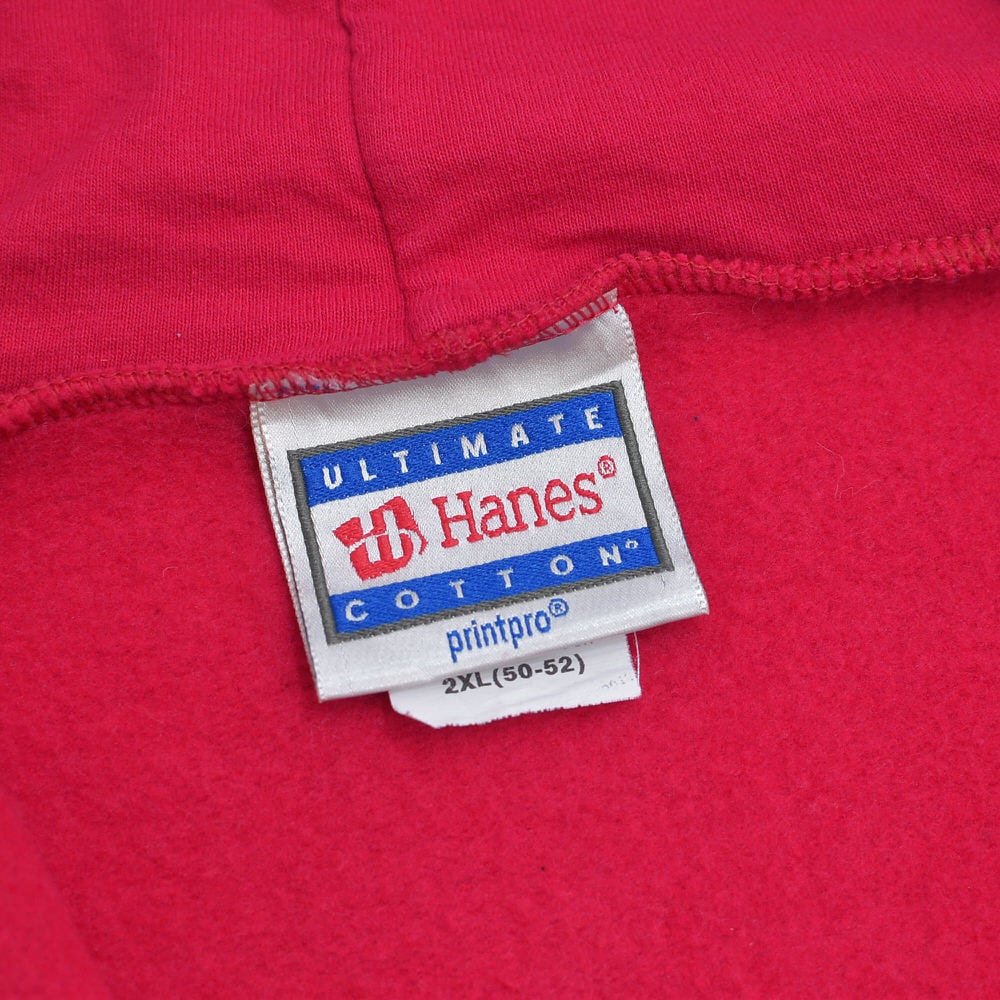 ULTIMATE
Hanes®
COTTON®
printpro®
2XL(50-52)